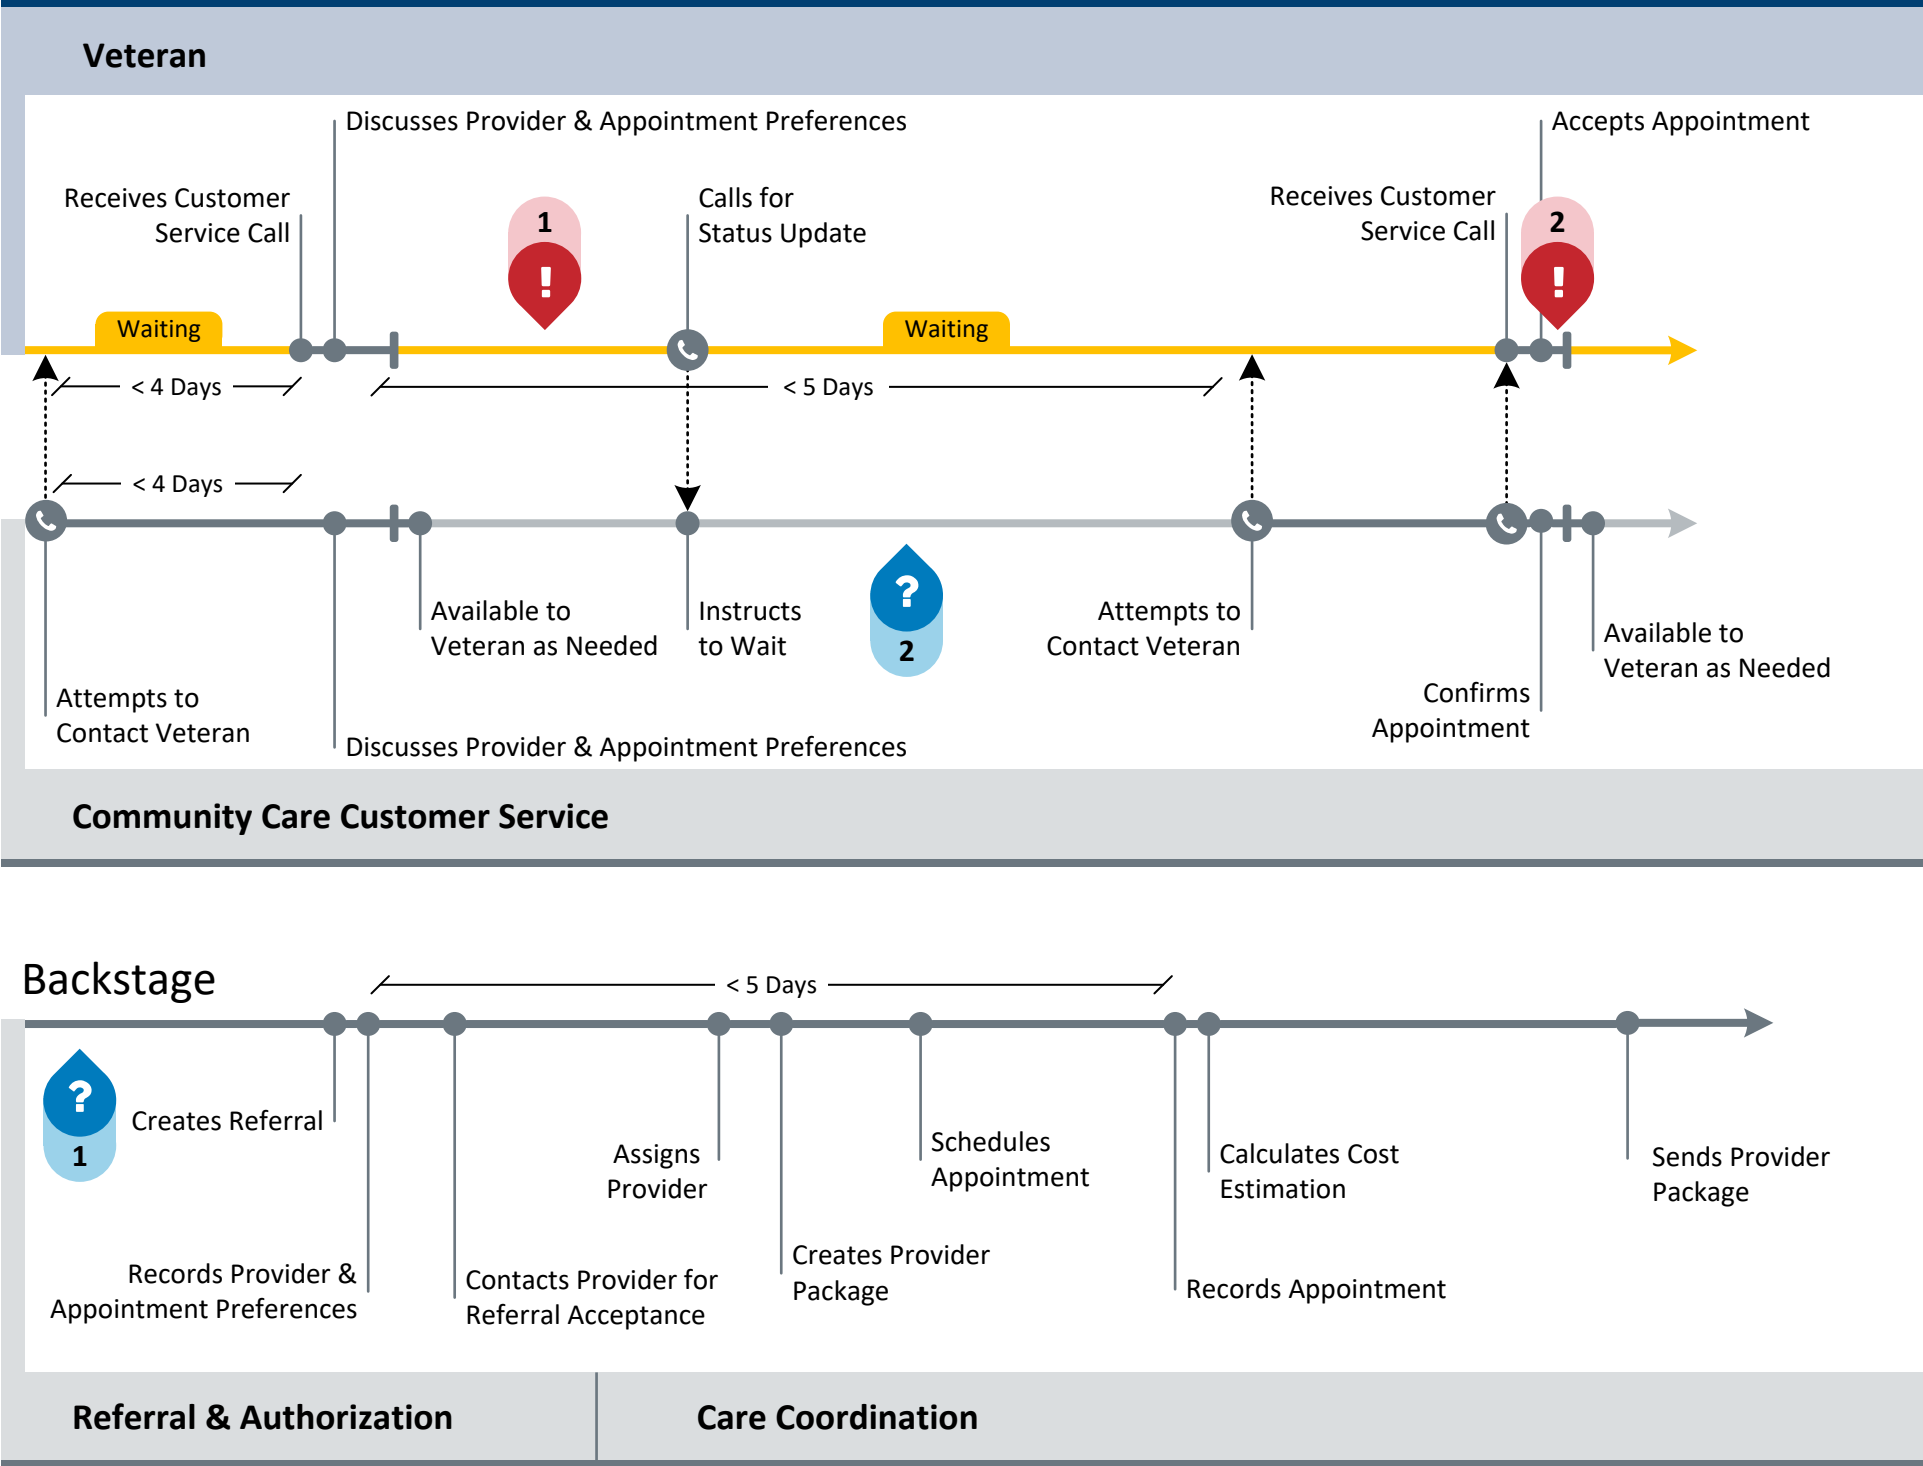 Veteran
Discusses Provider & Appointment Preferences
Accepts Appointment
Receives Customer
Service Call
1
!
Calls for
Status Update
Receives Customer
Service Call
2
!
Waiting
Waiting
< 4 Days
< 5 Days
< 4 Days
Available to
Veteran as Needed
Instructs
to Wait
?
2
Attempts to
Contact Veteran
Available to
Veteran as Needed
Attempts to
Contact Veteran
Confirms
Appointment
Discusses Provider & Appointment Preferences
Community Care Customer Service
Backstage
< 5 Days
?
1
Creates Referral
Assigns
Provider
Schedules
Appointment
Calculates Cost
Estimation
Sends Provider
Package
Records Provider &
Appointment Preferences
Contacts Provider for
Referral Acceptance
Creates Provider
Package
Records Appointment
Referral & Authorization
Care Coordination